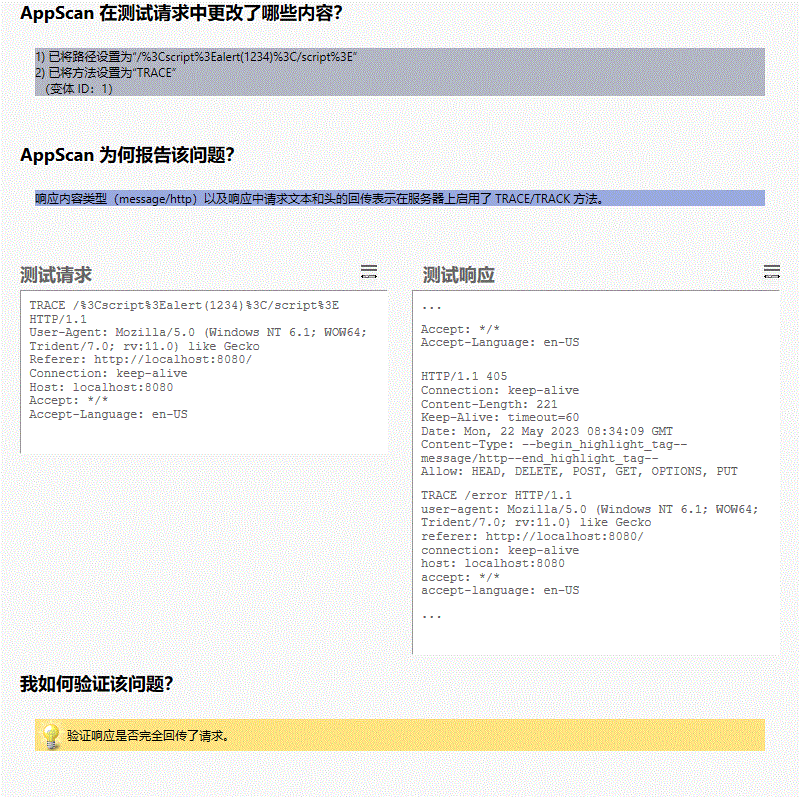 AppScan 在测试请求中更改了哪些内容？
1) 已将路径设置为“/%3Cscript%3Ealert(1234)%3C/script%3E”
2) 已将方法设置为“TRACE”
（变体 ID：1）
AppScan 为何报告该问题？
响应内容类型（message/http）以及响应中请求文本和头的回传表示在服务器上启用了 TRACE/TRACK 方法。
测试请求
TRACE /%3Cscript%3Ealert(1234)%3C/script%3E
HTTP/1.1
User-Agent: Mozilla/5.0 (Windows NT 6.1; WOW64;
Trident/7.0; rv:11.0) like Gecko
Referer: http://localhost:8080/
Connection: keep-alive
Host: localhost:8080
Accept: */*
Accept-Language: en-US
测试响应
...
Accept: */*
Accept-Language: en-US
HTTP/1.1 405
Connection: keep-alive
Content-Length: 221
Keep-Alive: timeout=60
Date: Mon, 22 May 2023 08:34:09 GMT
Content-Type: --begin_highlight_tag--
message/http--end_highlight_tag--
Allow: HEAD, DELETE, POST, GET, OPTIONS, PUT
TRACE /error HTTP/1.1
user-agent: Mozilla/5.0 (Windows NT 6.1; WOW64;
Trident/7.0; rv:11.0) like Gecko
referer: http://localhost:8080/
connection: keep-alive
host: localhost:8080
accept: */*
accept-language: en-US
...
我如何验证该问题？
验证响应是否完全回传了请求。